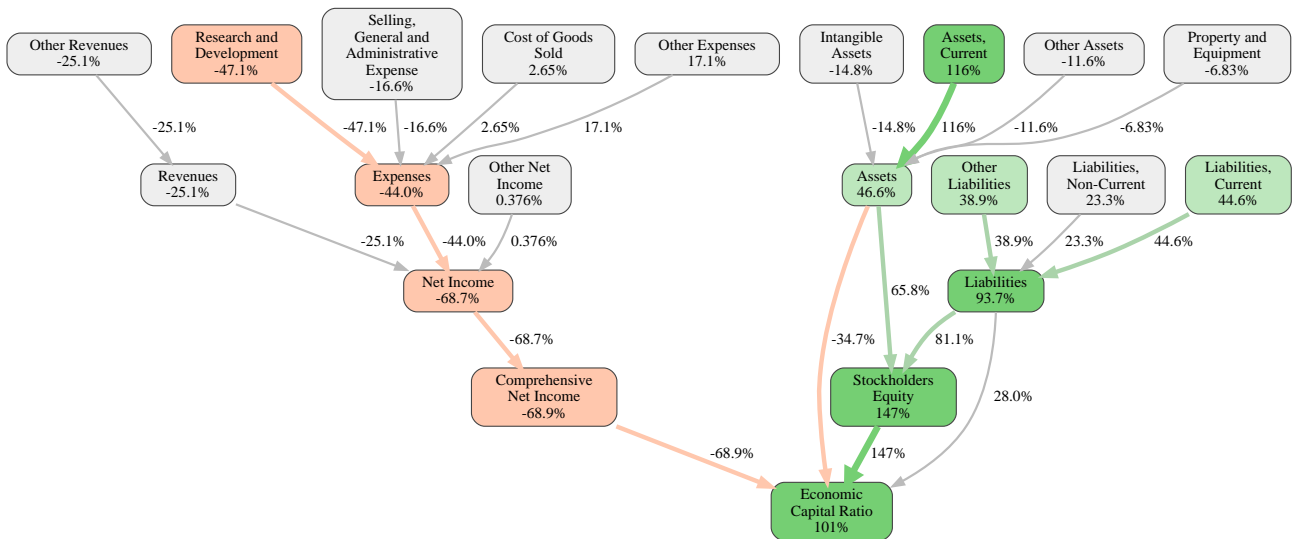 Other Revenues
-25.1%
Research and
Development
-47.1%
Selling,
General and
Administrative
Expense
-16.6%
Cost of Goods
Sold
2.65%
Other Expenses
17.1%
Intangible
Assets
-14.8%
Assets,
Current
116%
Other Assets
-11.6%
Property and
Equipment
-6.83%
-25.1%
-47.1%
-16.6%
2.65%
17.1%
-14.8%
116%
-11.6%
-6.83%
Revenues
-25.1%
Expenses
-44.0%
Other Net
Income
0.376%
Assets
46.6%
Other
Liabilities
38.9%
Liabilities,
Non-Current
23.3%
Liabilities,
Current
44.6%
-25.1%
-44.0%
0.376%
38.9%
23.3%
44.6%
Net Income
-68.7%
65.8%
Liabilities
93.7%
-68.7%
-34.7%
81.1%
Comprehensive
Net Income
-68.9%
Stockholders
Equity
147%
28.0%
-68.9%
147%
Economic
Capital Ratio
101%